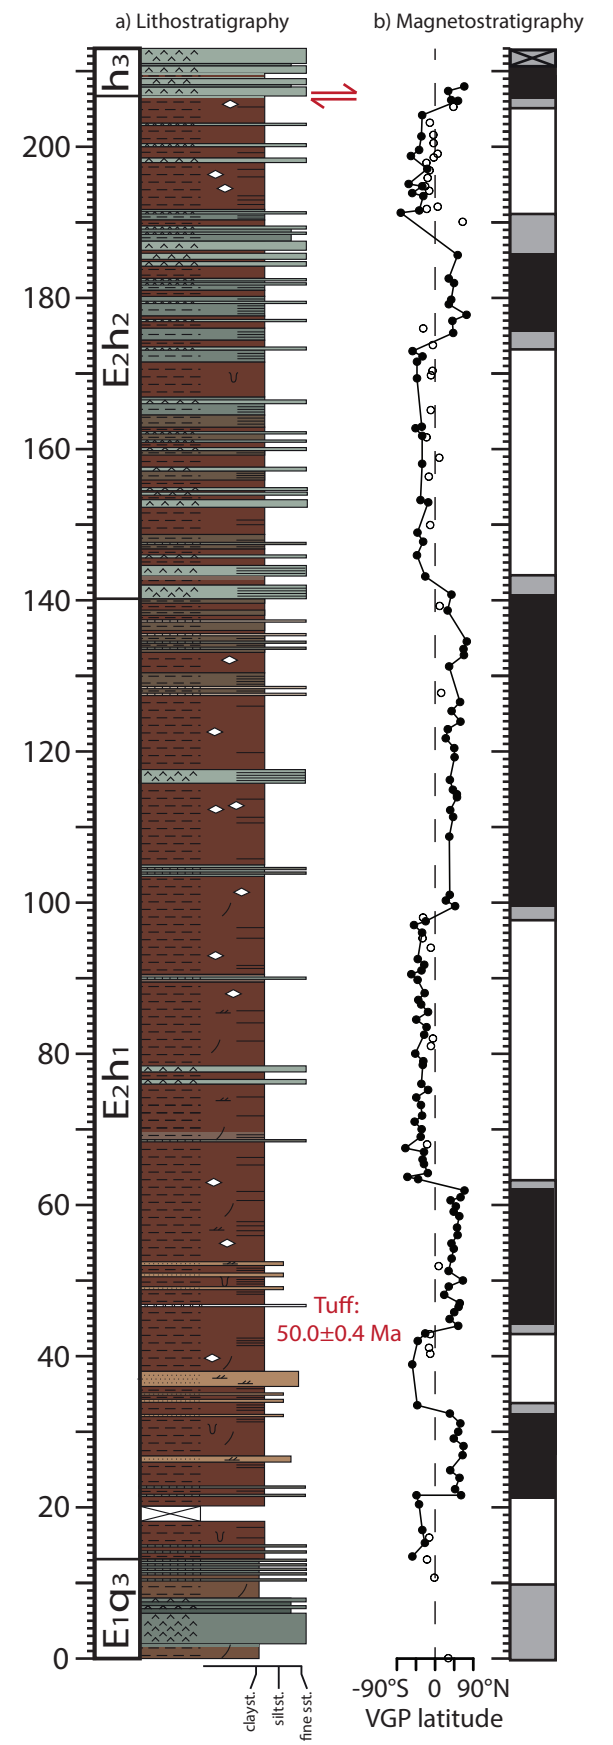 a) Lithostratigraphy
b) Magnetostratigraphy
h3
200
180
E2h2
160
140
120
100
80
E2h1
60
Tuff:
50.0±0.4 Ma
40
20
E1q3
0
clayst.
siltst.
fine sst.
-90°S 0 90°N
VGP latitude